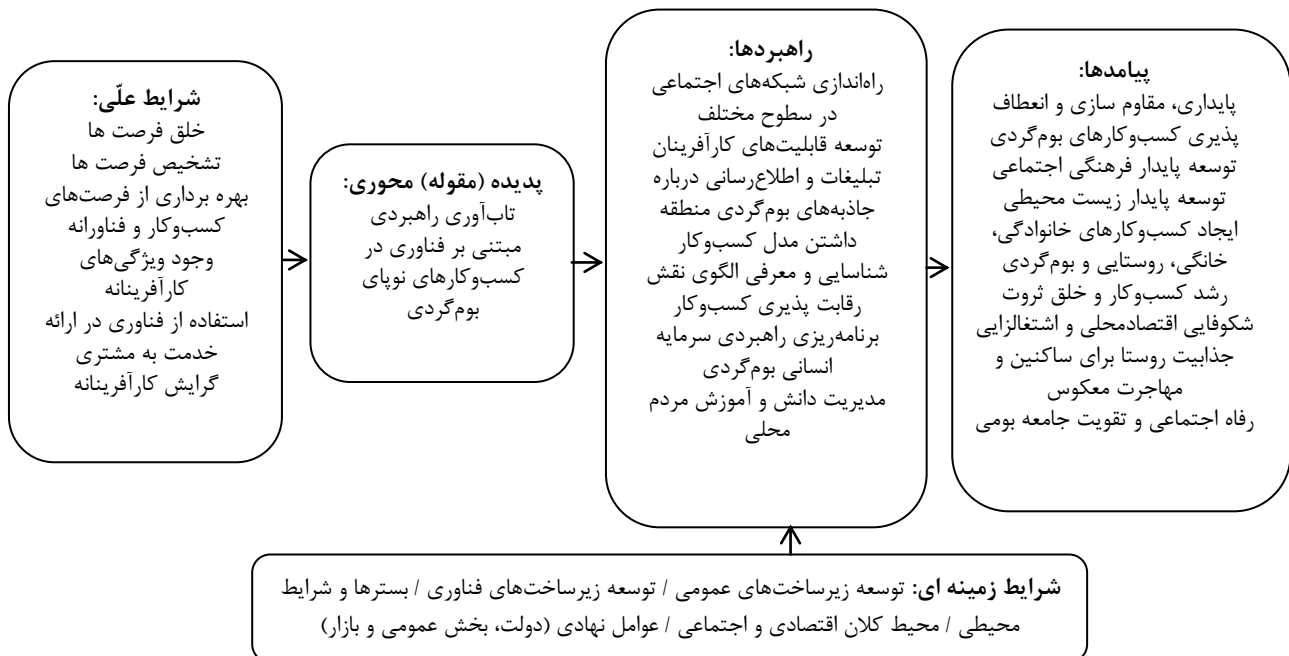 شرایط علّی:
خلق فرصت ها
تشخیص فرصت ها
بهره برداری از فرصت‌های
کسب‌وکار و فناورانه
وجود ویژگی‌های
کارآفرینانه
استفاده از فناوری در ارائه
خدمت به مشتری
گرایش کارآفرینانه
پدیده (مقوله) محوری:
تاب‌آوری راهبردی
مبتنی بر فناوری در
کسب‌وکارهای نوپای
بوم‌گردی
راهبردها:
راه‌اندازی شبکه‌های اجتماعی
در سطوح مختلف
توسعه قابلیت‌های کارآفرینان
تبلیغات و اطلاع‌رسانی درباره
جاذبه‌های بوم‌گردی منطقه
داشتن مدل کسب‌وکار
شناسایی و معرفی الگوی نقش
رقابت پذیری کسب‌وکار
برنامه‌ریزی راهبردی سرمایه
انسانی بوم‌گردی
مدیریت دانش و آموزش مردم
محلی
پیامدها:
پایداری، مقاوم سازی و انعطاف
پذیری کسب‌وکارهای بوم‌گردی
توسعه پایدار فرهنگی اجتماعی
توسعه پایدار زیست محیطی
ایجاد کسب‌وکارهای خانوادگی،
خانگی، روستایی و بوم‌گردی
رشد کسب‌وکار و خلق ثروت
شکوفایی اقتصادمحلی و اشتغالزایی
جذابیت روستا برای ساکنین و
مهاجرت معکوس
رفاه اجتماعی و تقویت جامعه بومی
شرایط زمینه ای: توسعه زیرساخت‌های عمومی / توسعه زیرساخت‌های فناوری / بسترها و شرایط
محیطی / محیط کلان اقتصادی و اجتماعی / عوامل نهادی (دولت، بخش عمومی و بازار)